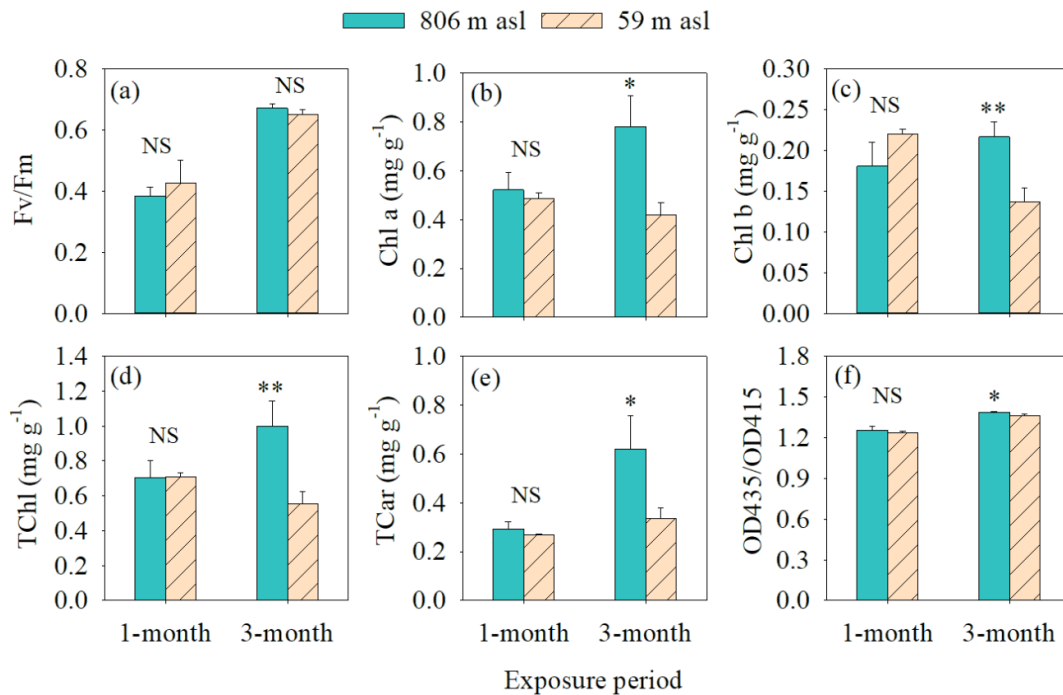 806 m asl 59 m asl
(a)
NS
NS
Fv/Fm
0.8
0.6
0.4
0.2
0.0
(b)
NS
*
Chl a (mg g⁻¹)
1.0
0.8
0.6
0.4
0.2
0.0
(c)
NS
**
Chl b (mg g⁻¹)
0.30
0.25
0.20
0.15
0.10
0.05
0.00
(d)
NS
**
TChl (mg g⁻¹)
1.4
1.2
1.0
0.8
0.6
0.4
0.2
0.0
1-month 3-month
(e)
NS
*
TCar (mg g⁻¹)
1.0
0.8
0.6
0.4
0.2
0.0
1-month 3-month
(f)
NS
*
OD435/OD415
1.8
1.5
1.2
0.9
0.6
0.3
0.0
1-month 3-month
Exposure period